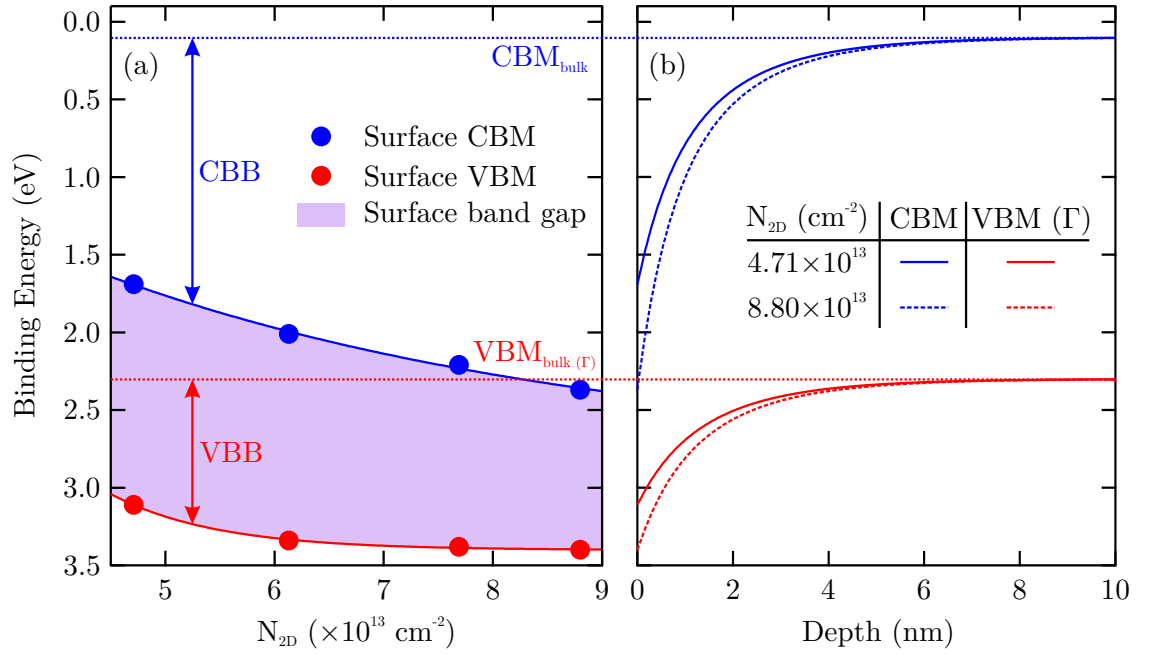 Binding Energy (eV)
0.0
0.5
1.0
1.5
2.0
2.5
3.0
3.5
(a)
CBM_bulk
CBB
Surface CBM
Surface VBM
Surface band gap
VBM_bulk (Γ)
VBB
5 6 7 8 9
N_2D (×10^13 cm^-2)
(b)
N_2D (cm^-2) CBM VBM (Γ)
4.71×10^13
8.80×10^13
0 2 4 6 8 10
Depth (nm)